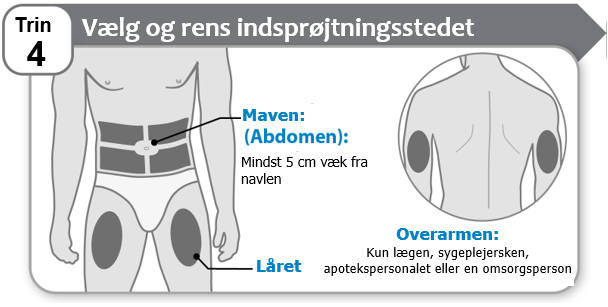 Trin
4
Vælg og rens indsprøjtningsstedet
Maven:
(Abdomen):
Mindst 5 cm væk fra
navlen
Låret
Overarmen:
Kun lægen, sygeplejersken,
apotekspersonalet eller en omsorgsperson